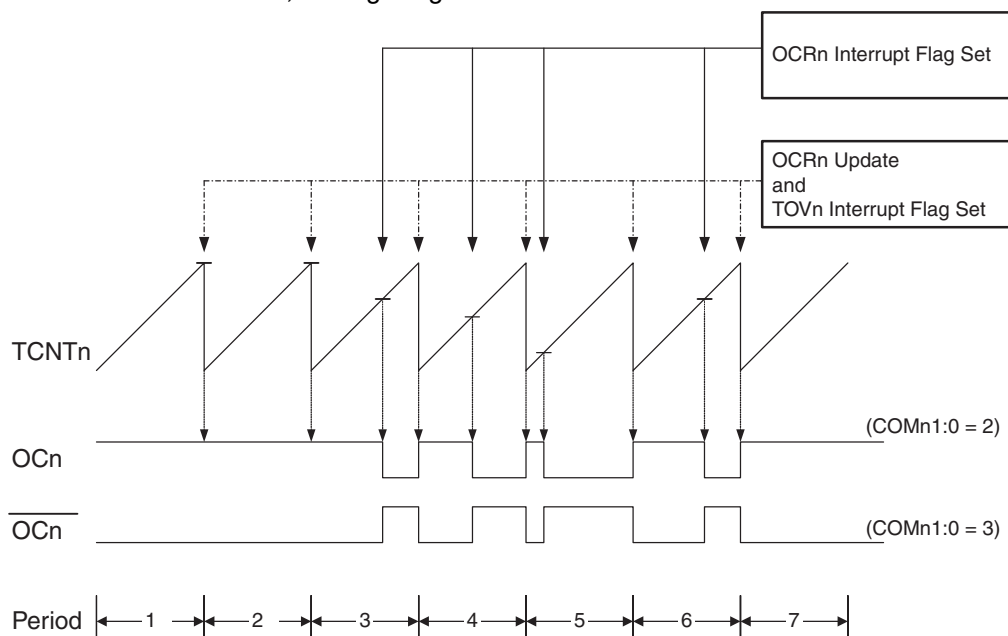 OCRn Interrupt Flag Set
OCRn Update
and
TOVn Interrupt Flag Set
TCNTn
(COMn1:0 = 2)
OCn
OCn
(COMn1:0 = 3)
Period 1 2 3 4 5 6 7